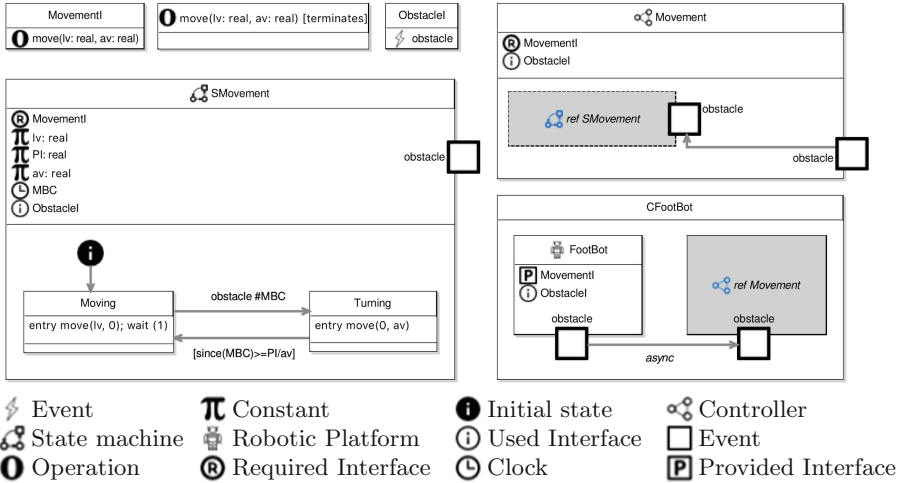 MovementI
O move(lv: real, av: real)
O move(lv: real, av: real) [terminates]
ObstacleI
obstacle
SMovement
R MovementI
π lv: real
π PI: real
π av: real
MBC
i ObstacleI
obstacle
i
Moving
entry move(lv, 0); wait (1)
obstacle #MBC
[since(MBC)>=PI/av]
Turning
entry move(0, av)
Movement
R MovementI
i ObstacleI
ref SMovement
obstacle
obstacle
CFootBot
FootBot
P MovementI
i ObstacleI
obstacle
async
ref Movement
obstacle
Event
π Constant
i Initial state
Controller
State machine
Robotic Platform
i Used Interface
Event
O Operation
R Required Interface
Clock
P Provided Interface